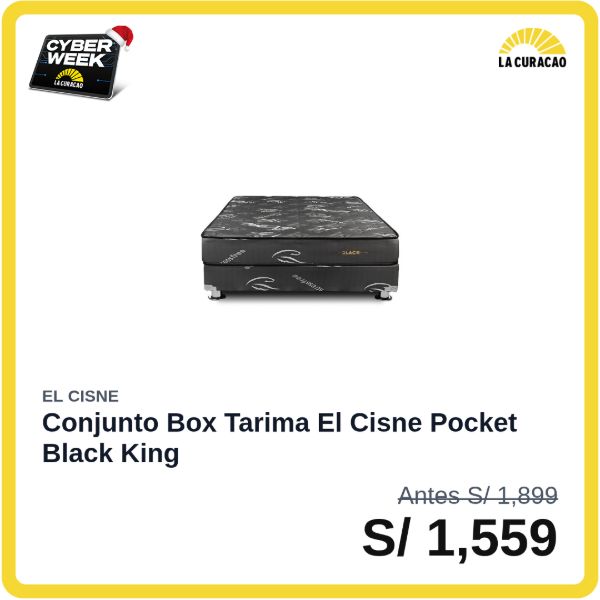 CYBER
WEEK
LA CURACAO
LA CURACAO
BLACK
EL CISNE
Conjunto Box Tarima El Cisne Pocket
Black King
Antes S/ 1,899
S/ 1,559